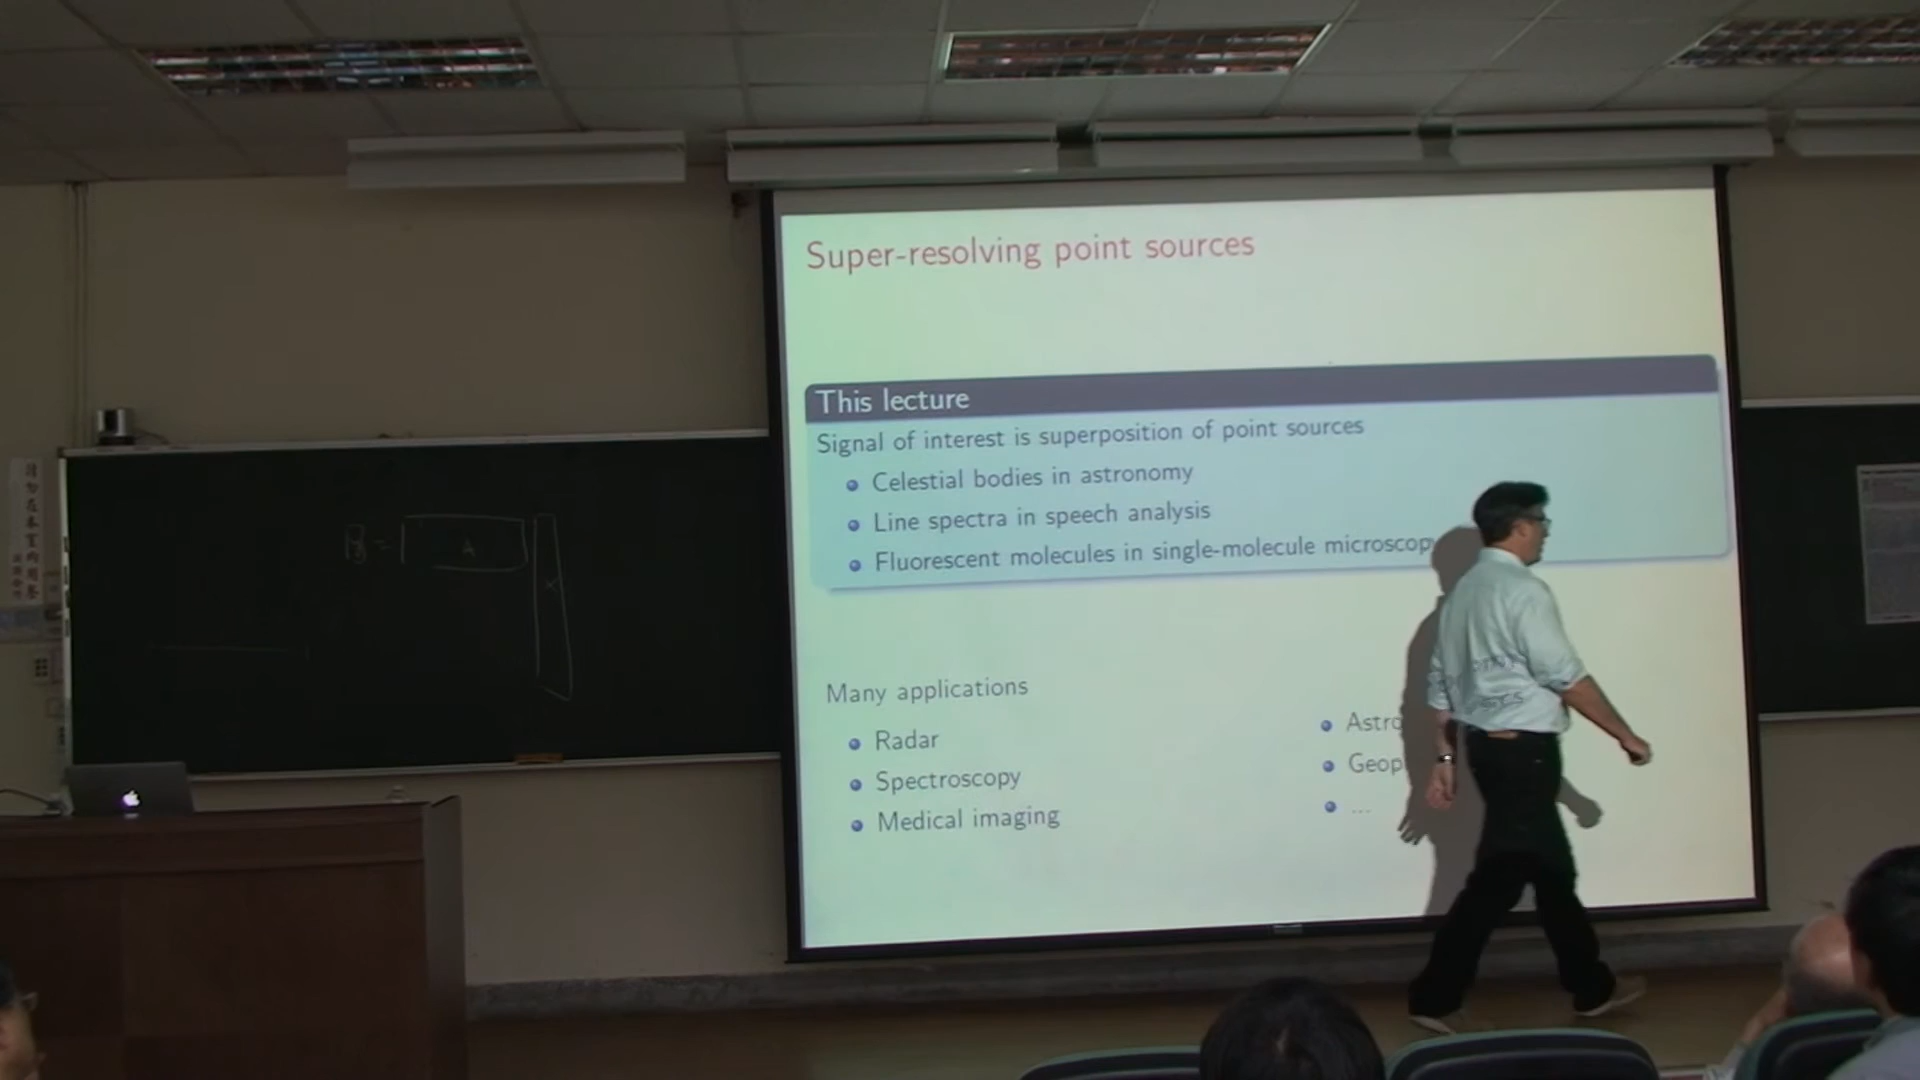 Super-resolving point sources
This lecture
Signal of interest is superposition of point sources
Celestial bodies in astronomy
Line spectra in speech analysis
Fluorescent molecules in single-molecule microscop
Many applications
Radar
Spectroscopy
Medical imaging
Astro
Geop
...
A
x